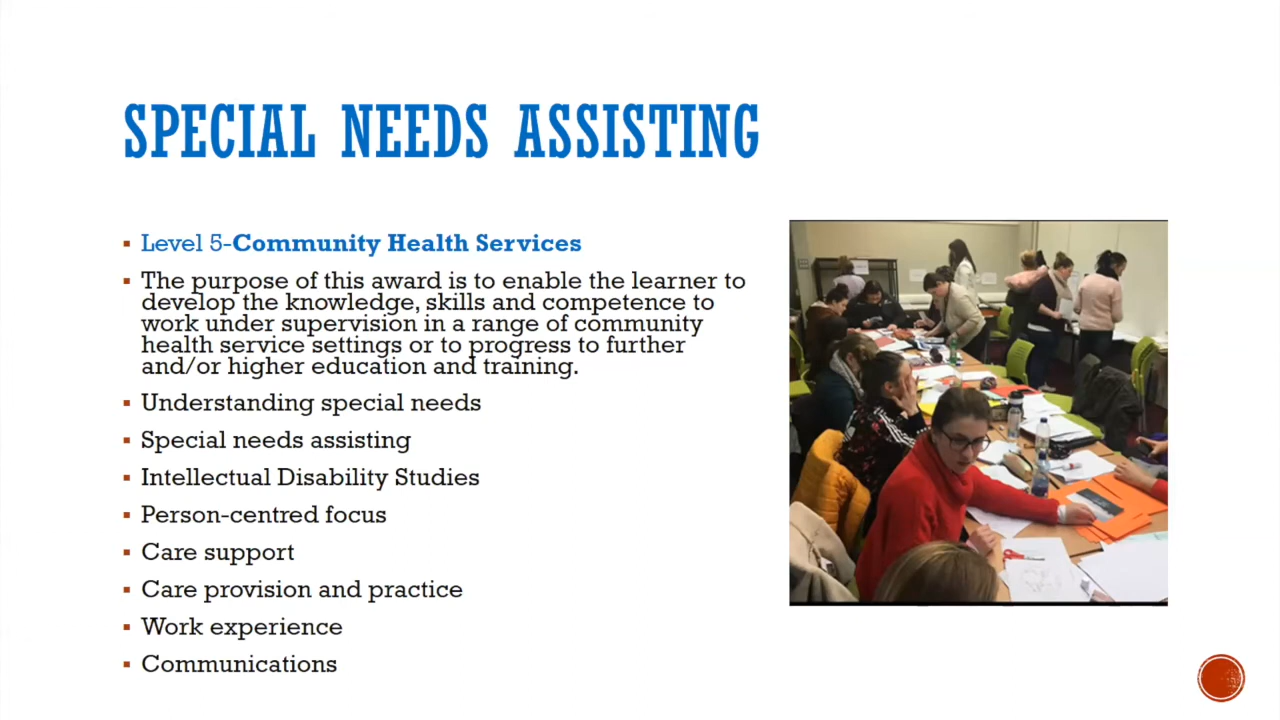 SPECIAL NEEDS ASSISTING
Level 5-Community Health Services
The purpose of this award is to enable the learner to
develop the knowledge, skills and competence to
work under supervision in a range of community
health service settings or to progress to further
and/or higher education and training.
Understanding special needs
Special needs assisting
Intellectual Disability Studies
Person-centred focus
Care support
Care provision and practice
Work experience
Communications